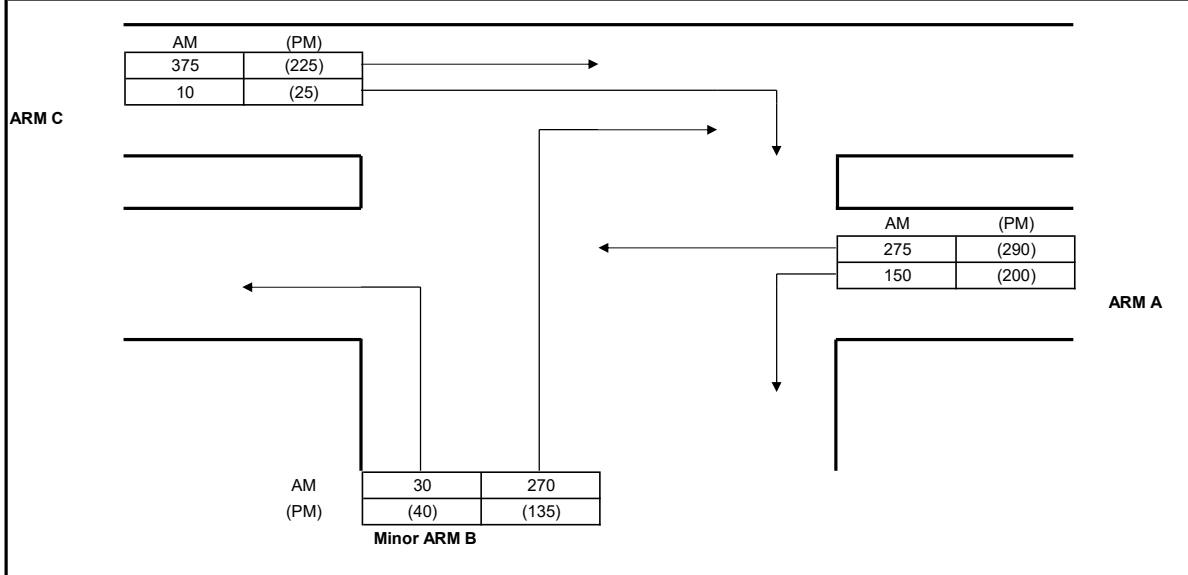 AM (PM)
375 (225)
10 (25)
ARM C
AM (PM)
275 (290)
150 (200)
ARM A
AM 30 270
(PM) (40) (135)
Minor ARM B